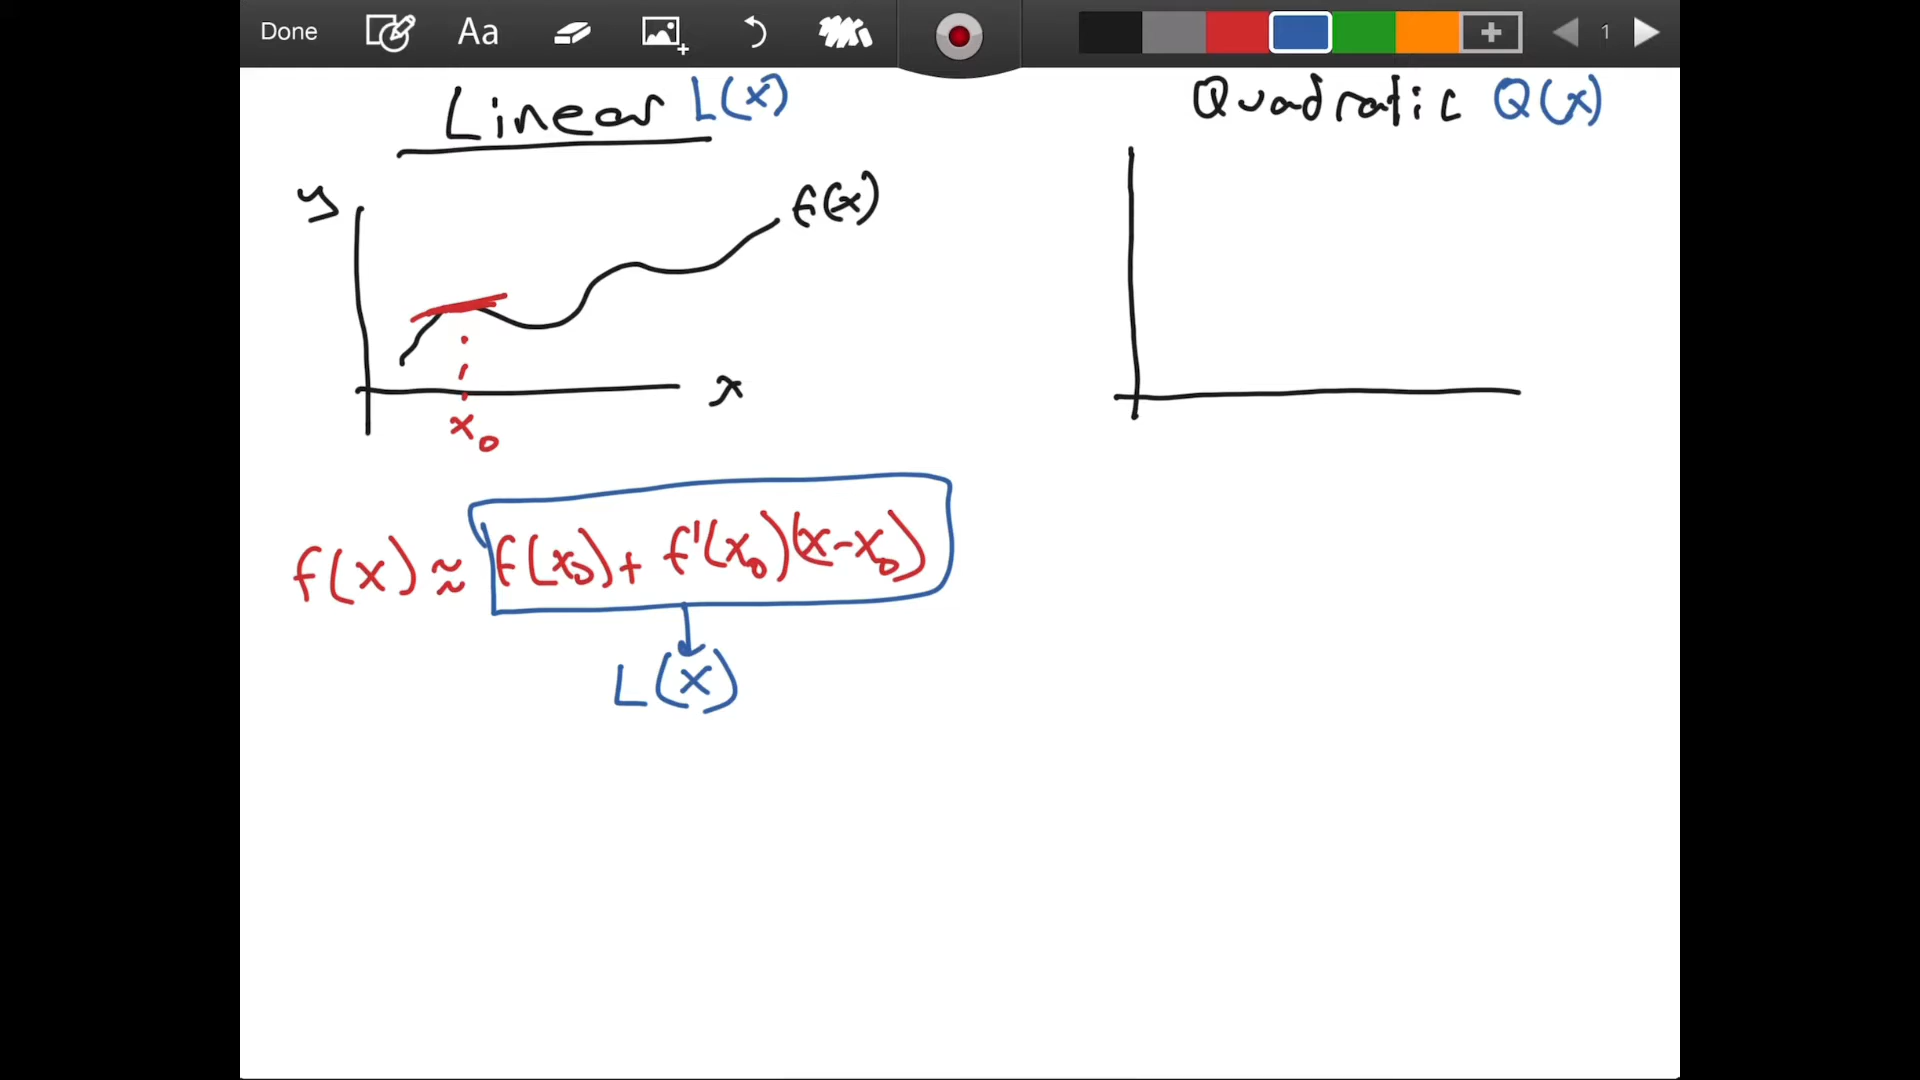 Done Aa 1
Linear L(x)
Quadratic Q(x)
y
f(x)
x
x₀
f(x) ≈ f(x₀) + f'(x₀)(x-x₀)
L(x)